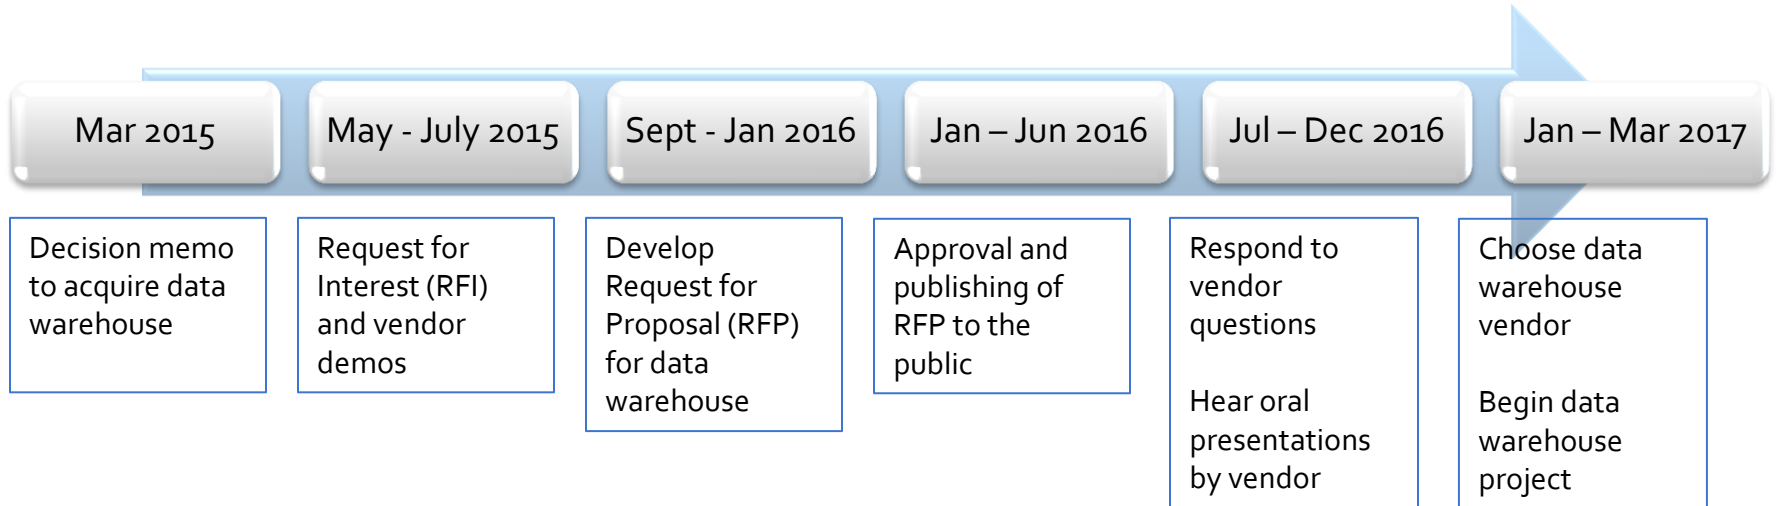 Mar 2015
May - July 2015
Sept - Jan 2016
Jan – Jun 2016
Jul – Dec 2016
Jan – Mar 2017
Decision memo
to acquire data
warehouse
Request for
Interest (RFI)
and vendor
demos
Develop
Request for
Proposal (RFP)
for data
warehouse
Approval and
publishing of
RFP to the
public
Respond to
vendor
questions
Hear oral
presentations
by vendor
Choose data
warehouse
vendor
Begin data
warehouse
project